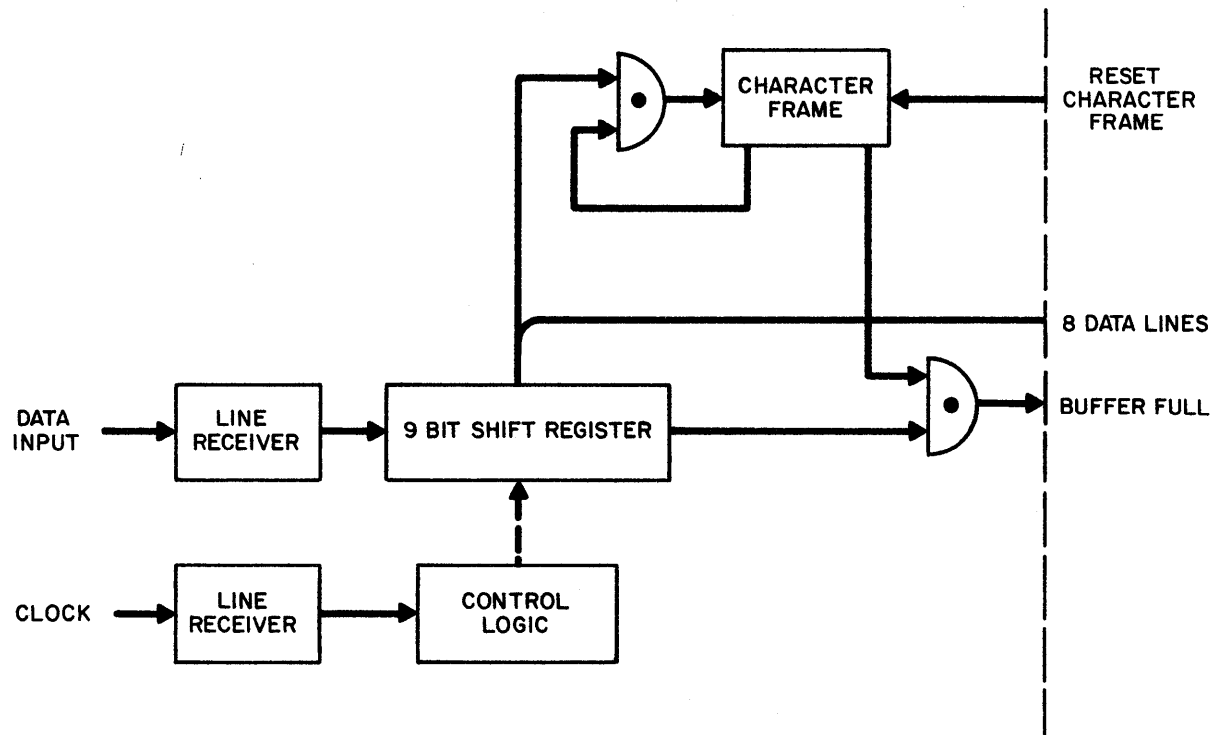 CHARACTER
FRAME
RESET
CHARACTER
FRAME
8 DATA LINES
BUFFER FULL
DATA
INPUT
LINE
RECEIVER
9 BIT SHIFT REGISTER
CLOCK
LINE
RECEIVER
CONTROL
LOGIC